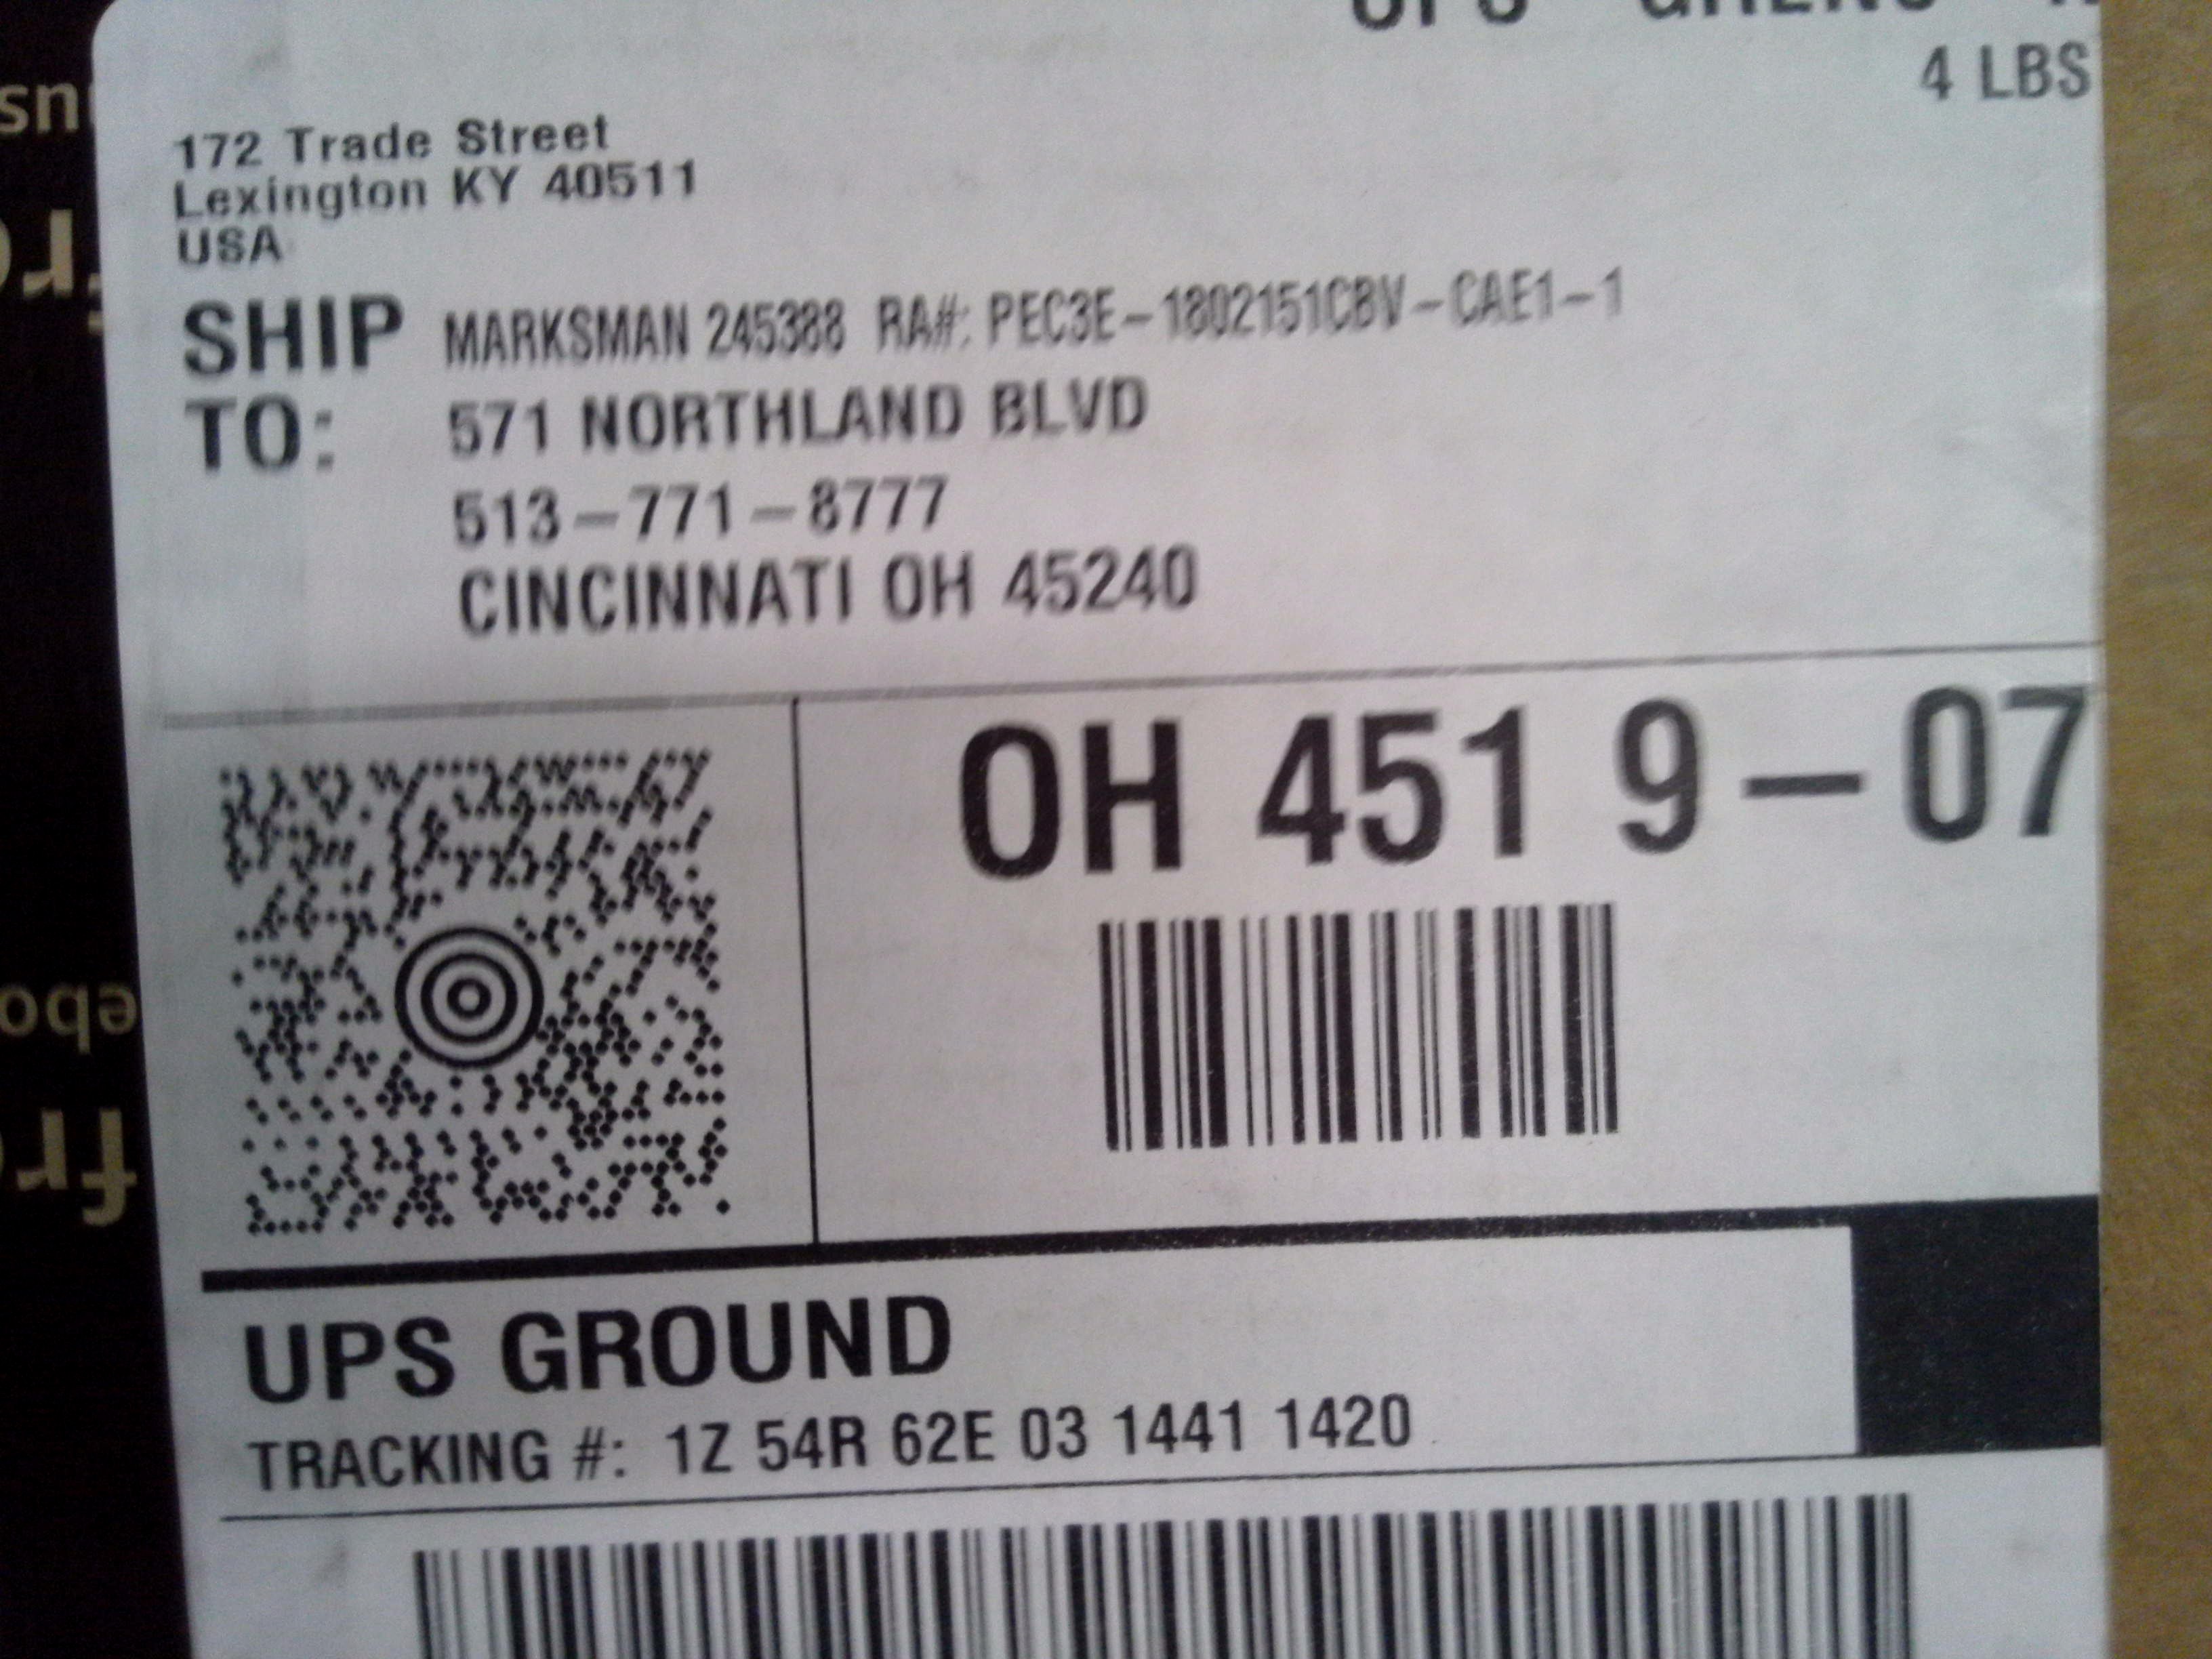 4 LBS
172 Trade Street
Lexington KY 40511
USA
SHIP TO:
MARKSMAN 245388 RA#: PEC3E-1802151CBV-CAE1-1
571 NORTHLAND BLVD
513-771-8777
CINCINNATI OH 45240
OH 451 9-07
UPS GROUND
TRACKING #: 1Z 54R 62E 03 1441 1420